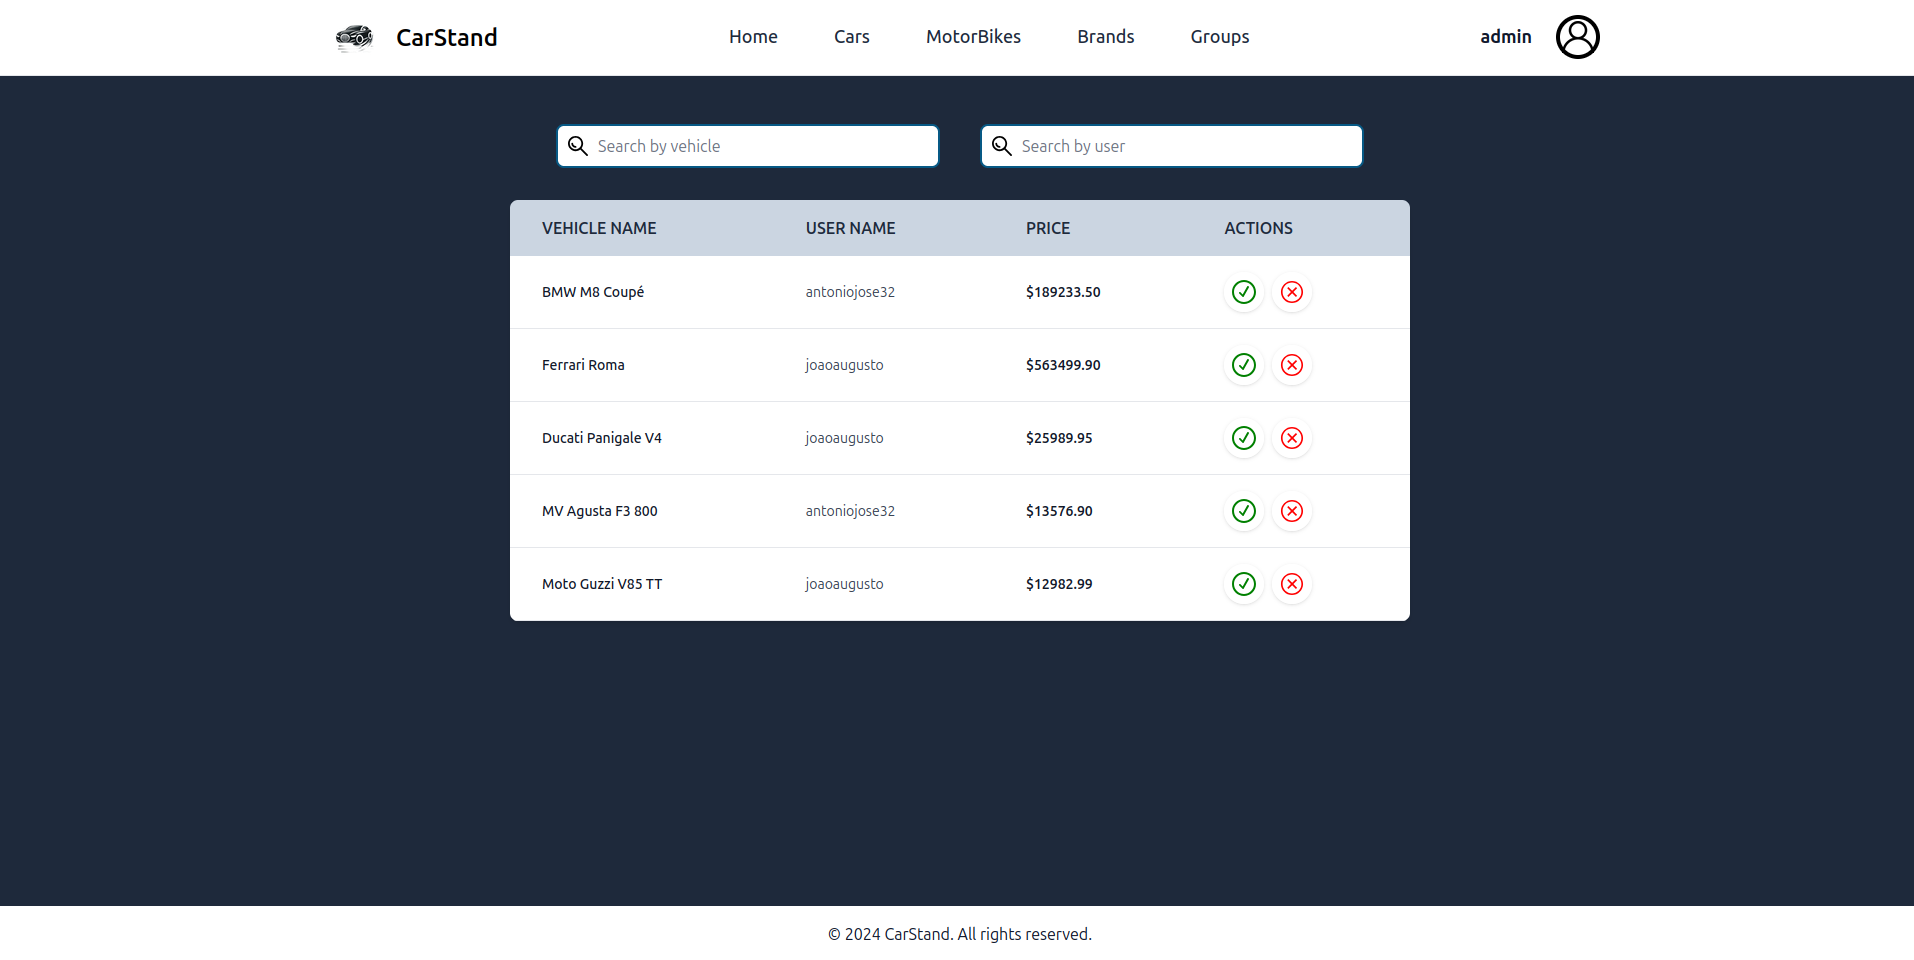 CarStand Home Cars MotorBikes Brands Groups admin
Search by vehicle Search by user
VEHICLE NAME USER NAME PRICE ACTIONS
BMW M8 Coupé antoniojose32 $189233.50
Ferrari Roma joaoaugusto $563499.90
Ducati Panigale V4 joaoaugusto $25989.95
MV Agusta F3 800 antoniojose32 $13576.90
Moto Guzzi V85 TT joaoaugusto $12982.99
© 2024 CarStand. All rights reserved.